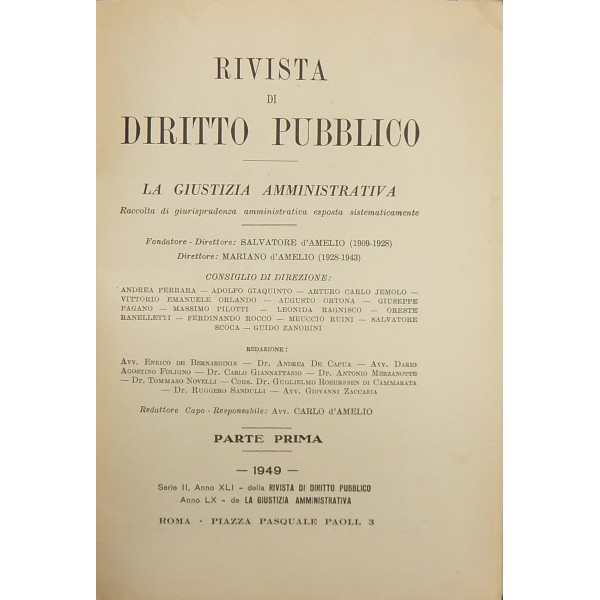 RIVISTA
DI
DIRITTO PUBBLICO
LA GIUSTIZIA AMMINISTRATIVA
Raccolta di giurisprudenza amministrativa esposta sistematicamente
Fondatore - Direttore: SALVATORE d'AMELIO (1909-1928)
Direttore: MARIANO d'AMELIO (1928-1943)
CONSIGLIO DI DIREZIONE:
ANDREA FERRARA — ADOLFO GIAQUINTO — ARTURO CARLO JEMOLO —
VITTORIO EMANUELE ORLANDO — AUGUSTO ORTONA — GIUSEPPE
PAGANO — MASSIMO PILOTTI — LEONIDA RAGNISCO — ORESTE
RANELLETTI — FERDINANDO ROCCO — MEUCCIO RUINI — SALVATORE
SCOCA — GUIDO ZANOBINI
REDAZIONE:
Avv. Enrico de Bernardinis — Dr. Andrea De Capua — Avv. Dario
Agostino Foligno — Dr. Carlo Giannattasio — Dr. Antonio Mezzanotte
— Dr. Tommaso Novelli — Cons. Dr. Guglielmo Roehrssen di Cammarata
— Dr. Ruggero Sandulli — Avv. Giovanni Zaccaria
Redattore Capo - Responsabile: Avv. CARLO d'AMELIO
PARTE PRIMA
— 1949 —
Serie II, Anno XLI - della RIVISTA DI DIRITTO PUBBLICO
Anno LX - de LA GIUSTIZIA AMMINISTRATIVA
ROMA - PIAZZA PASQUALE PAOLI, 3